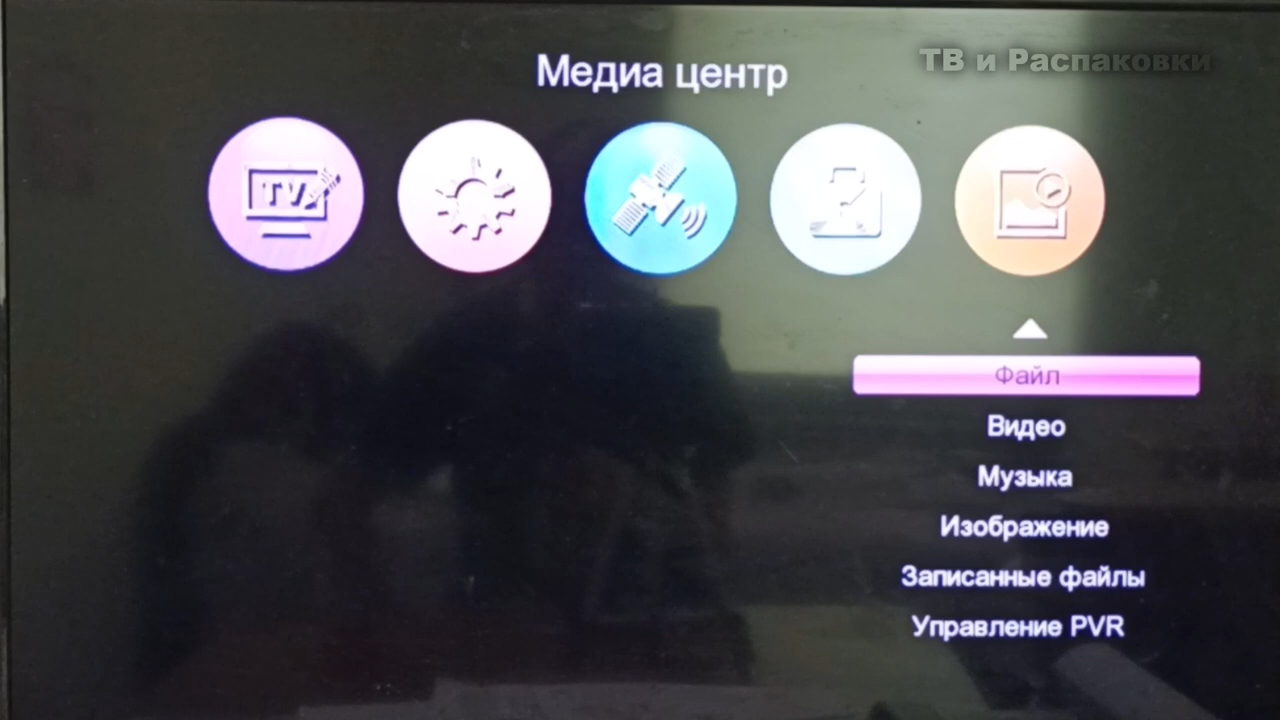 ТВ и Распаковки
Медиа центр
TV
Файл
Видео
Музыка
Изображение
Записанные файлы
Управление PVR